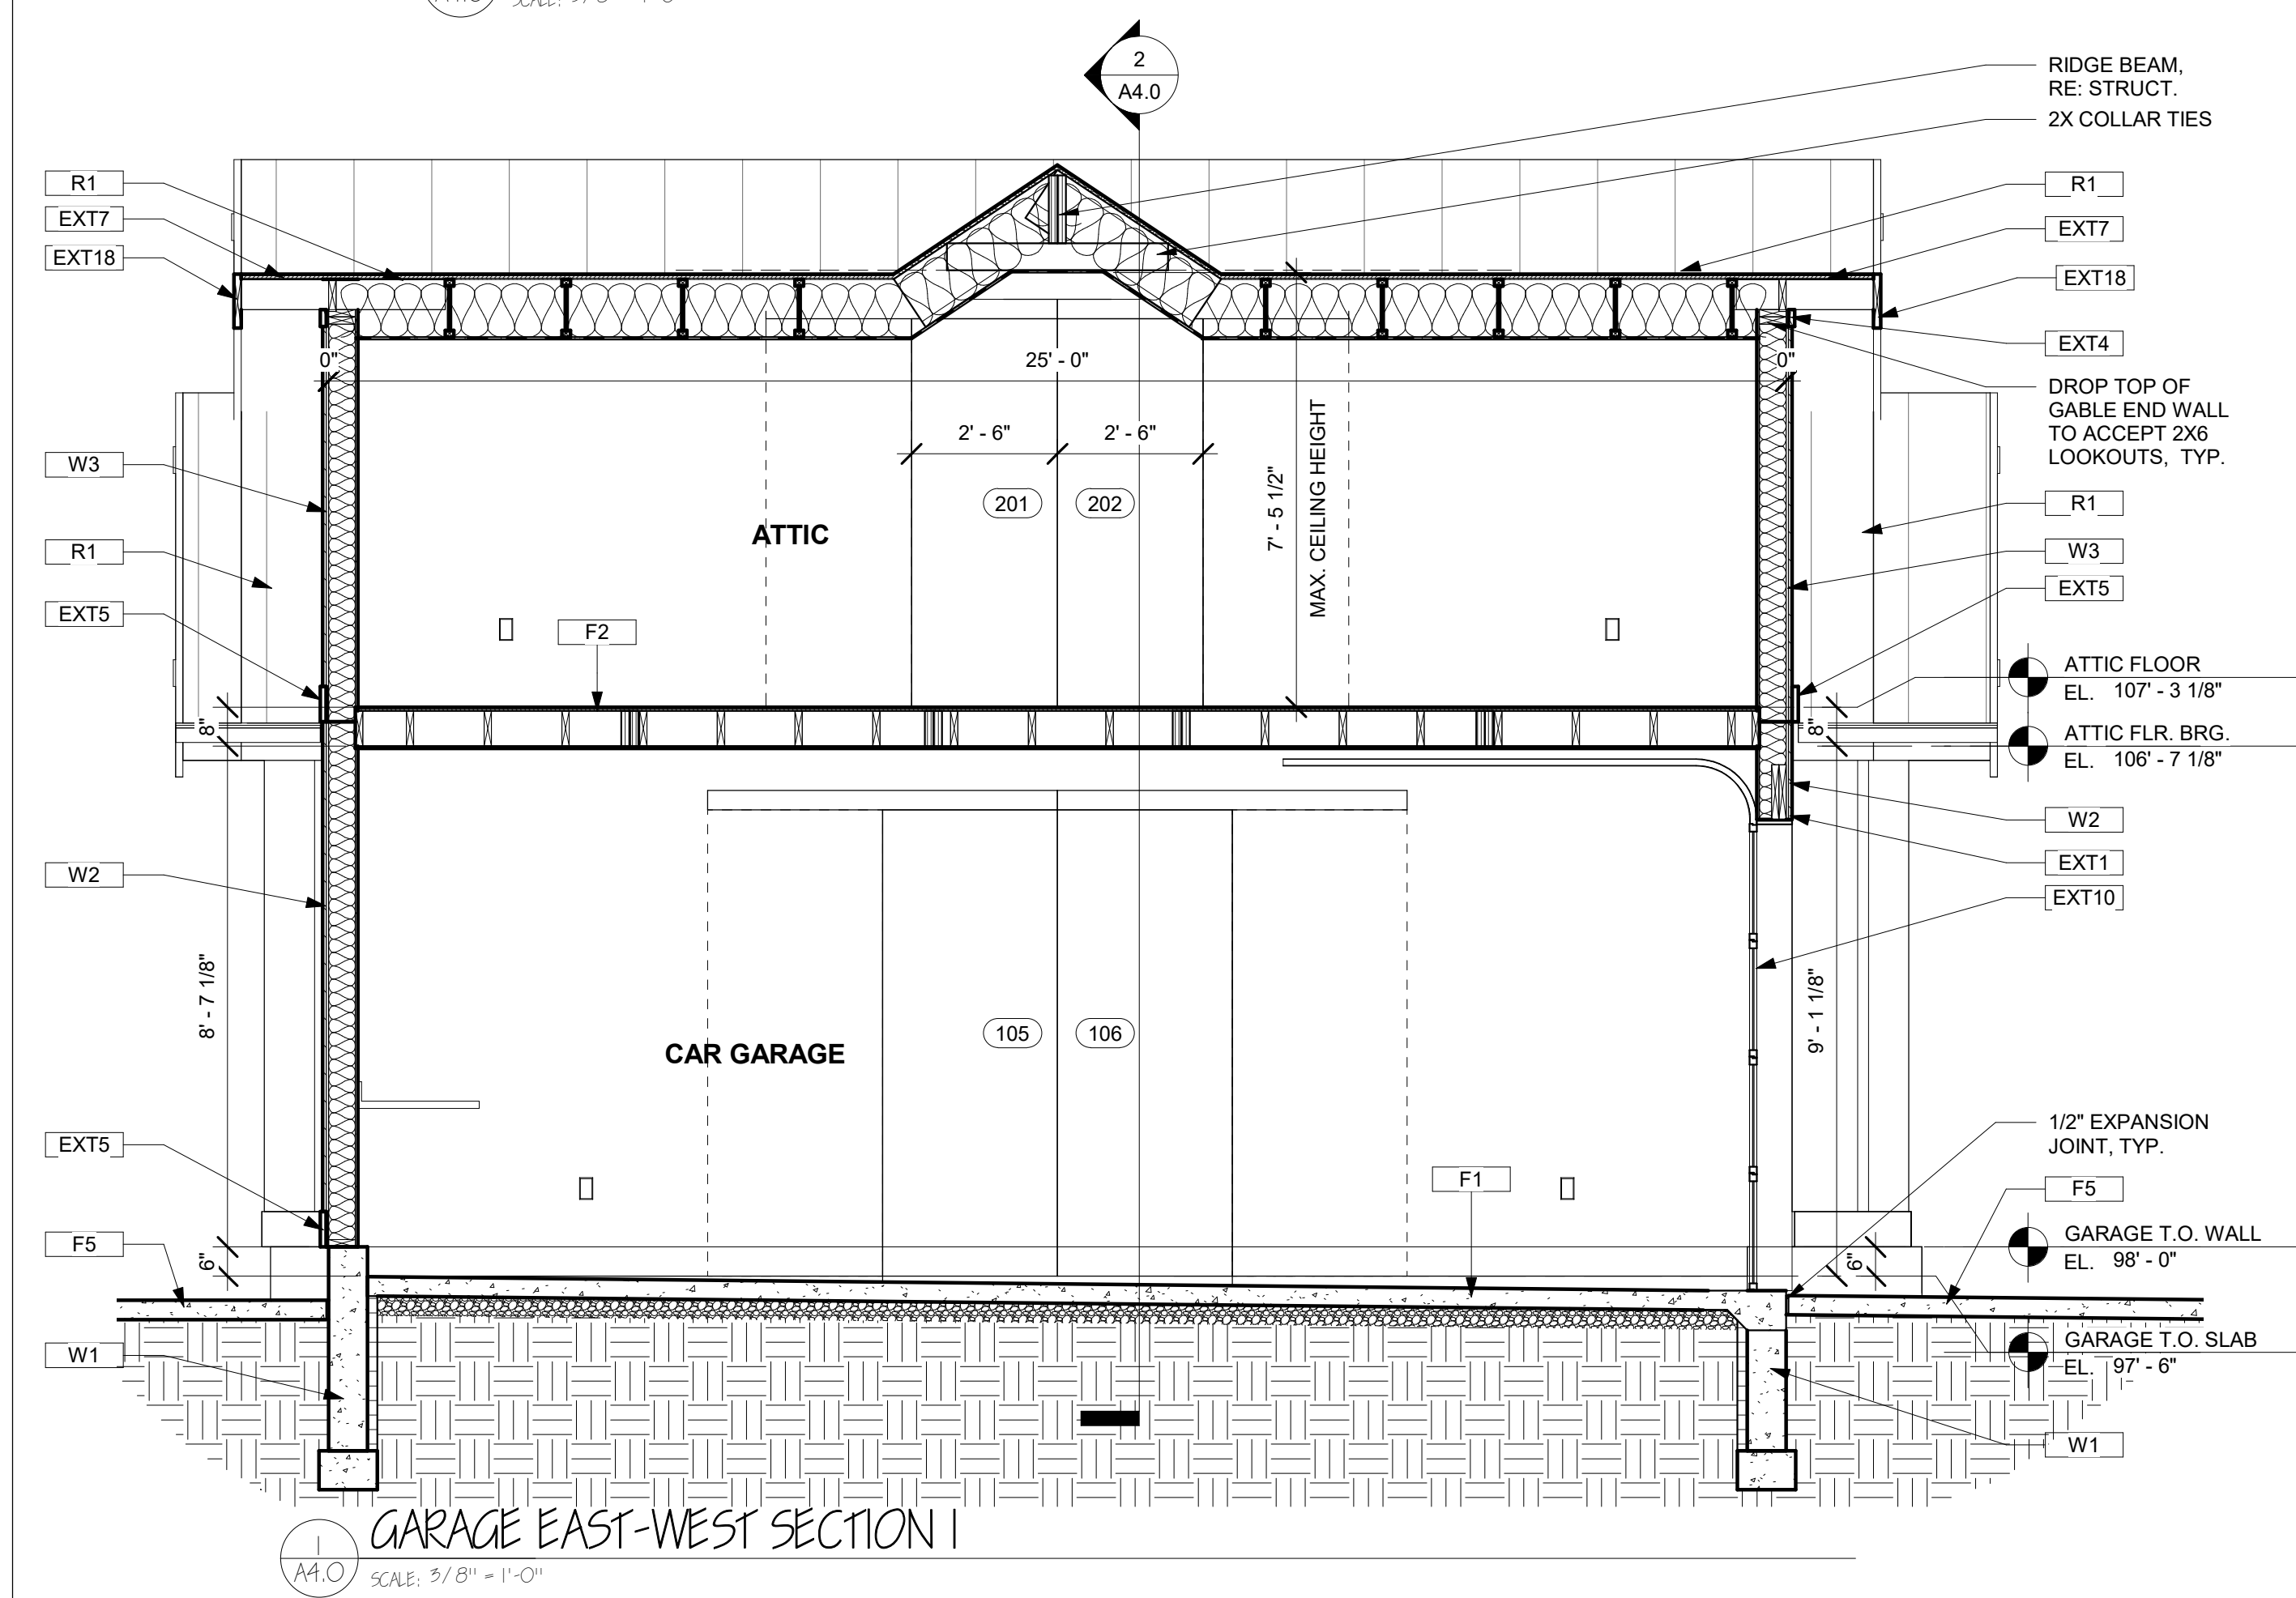 SCALE: 3/8" = 1'-0"
2
A4.0
RIDGE BEAM,
RE: STRUCT.
2X COLLAR TIES
R1
EXT7
EXT18
R1
EXT7
EXT18
EXT4
DROP TOP OF
GABLE END WALL
TO ACCEPT 2X6
LOOKOUTS, TYP.
0"
25' - 0"
0"
2' - 6"
2' - 6"
7' - 5 1/2"
MAX. CEILING HEIGHT
201
202
ATTIC
W3
R1
EXT5
F2
R1
W3
EXT5
8"
8"
ATTIC FLOOR
EL. 107' - 3 1/8"
ATTIC FLR. BRG.
EL. 106' - 7 1/8"
W2
EXT1
EXT10
W2
8' - 7 1/8"
9' - 1 1/8"
105
106
CAR GARAGE
EXT5
F5
W1
6"
F1
1/2" EXPANSION
JOINT, TYP.
F5
6"
GARAGE T.O. WALL
EL. 98' - 0"
GARAGE T.O. SLAB
EL. 97' - 6"
W1
1
A4.0
GARAGE EAST-WEST SECTION 1
SCALE: 3/8" = 1'-0"